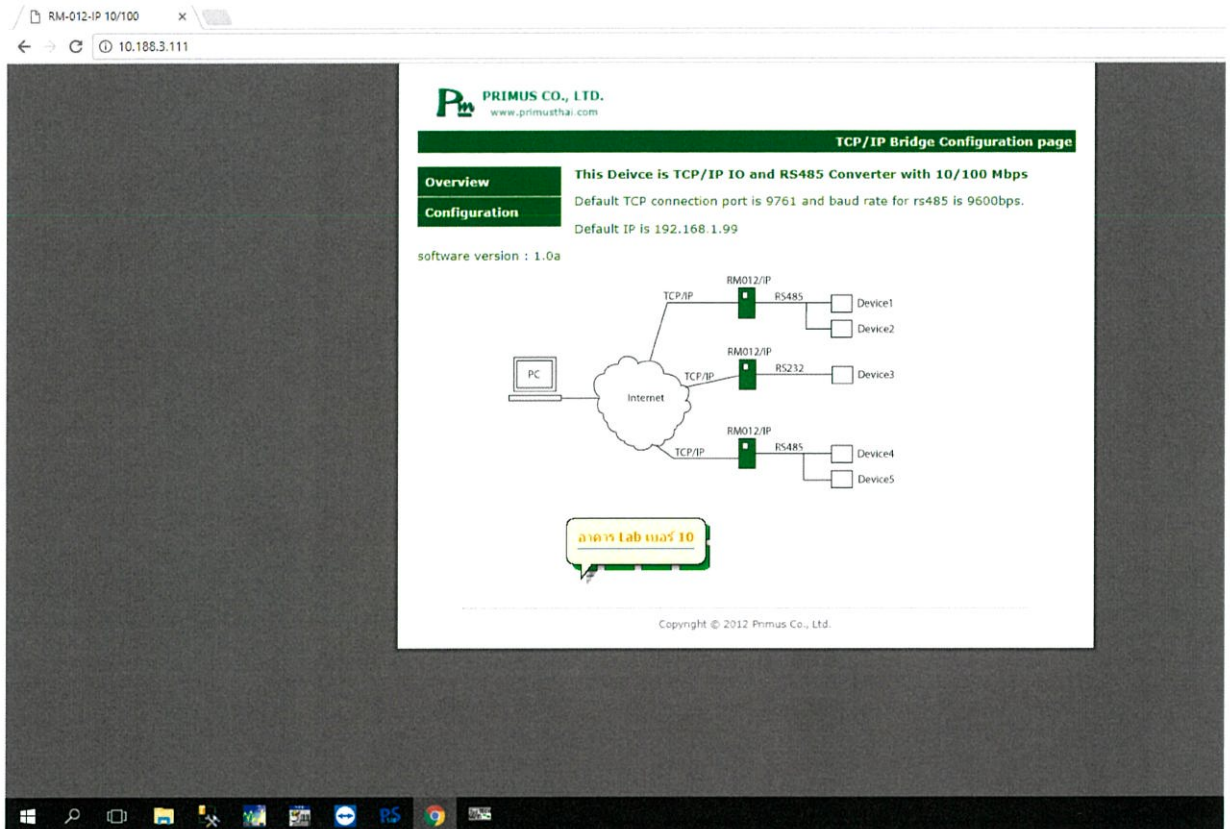 RM-012-IP 10/100
10.188.3.111
Pm PRIMUS CO., LTD.
www.primusthai.com
TCP/IP Bridge Configuration page
Overview
Configuration
software version : 1.0a
This Deivce is TCP/IP IO and RS485 Converter with 10/100 Mbps
Default TCP connection port is 9761 and baud rate for rs485 is 9600bps.
Default IP is 192.168.1.99
RM012/IP
TCP/IP
RS485
Device1
Device2
RM012/IP
PC
TCP/IP
RS232
Device3
Internet
RM012/IP
TCP/IP
RS485
Device4
Device5
อาคาร Lab เบอร์ 10
Copyright © 2012 Primus Co., Ltd.
RS